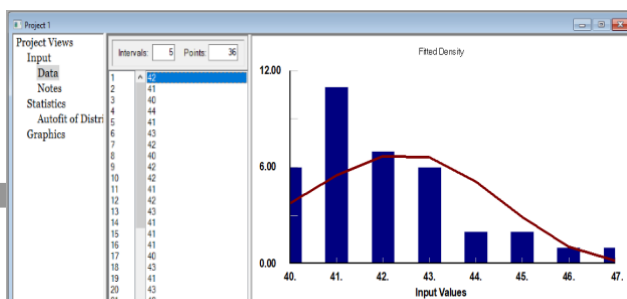 Project 1
Project Views
Input
Data
Notes
Statistics
Autofit of Distri
Graphics
Intervals: 5 Points: 36
1 42
2 41
3 40
4 44
5 41
6 43
7 42
8 40
9 42
10 42
11 41
12 42
13 43
14 41
15 41
16 41
17 40
18 43
19 41
20 43
Fitted Density
12.00
6.00
0.00
40. 41. 42. 43. 44. 45. 46. 47.
Input Values